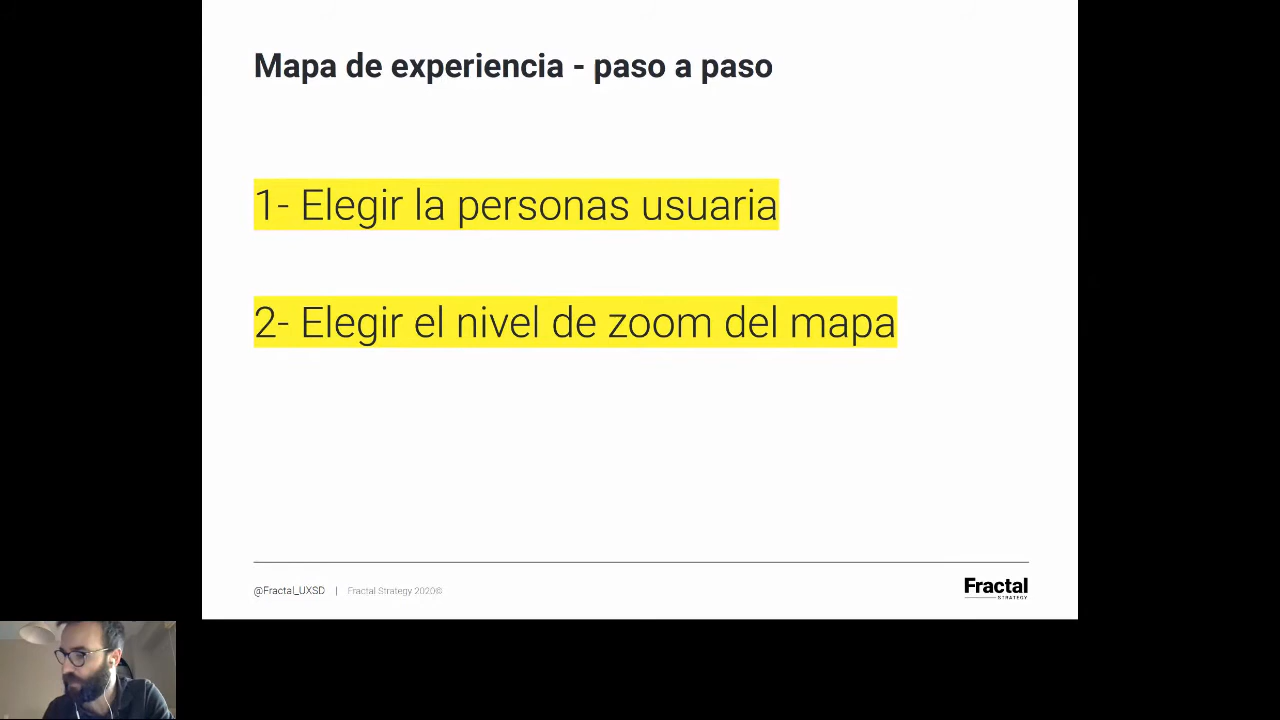 Mapa de experiencia - paso a paso
1- Elegir la personas usuaria
2- Elegir el nivel de zoom del mapa
@Fractal_UXSD | Fractal Strategy 2020©
Fractal
STRATEGY